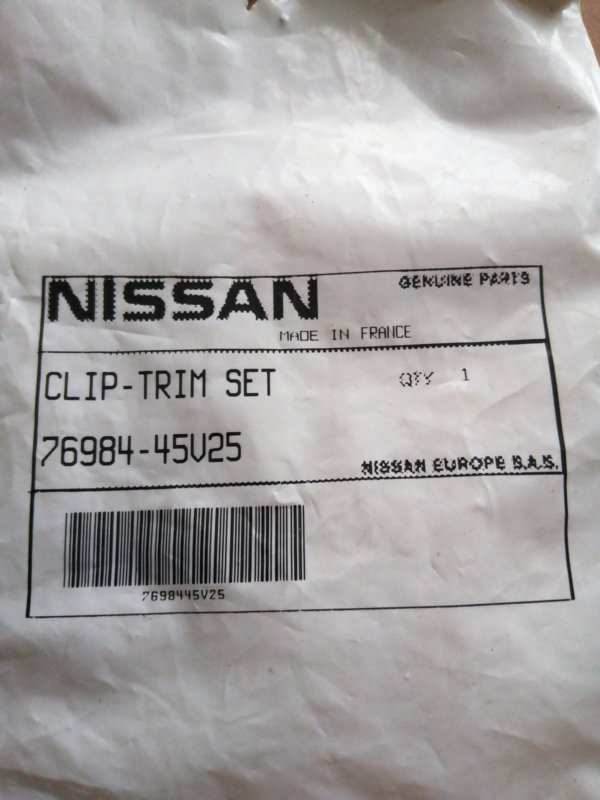 NISSAN GENUINE PARTS
MADE IN FRANCE
CLIP-TRIM SET QTY 1
76984-45V25
NISSAN EUROPE S.A.S.
7698445V25